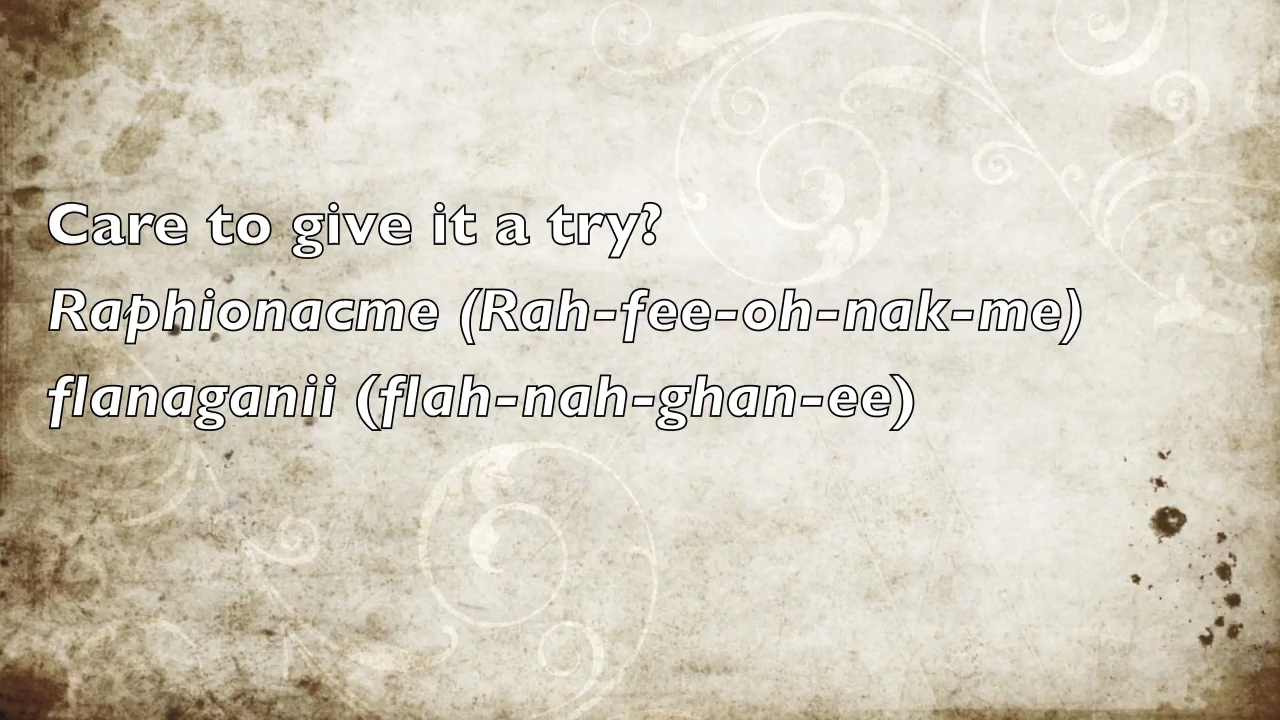 Care to give it a try?
Raphionacme (Rah-fee-oh-nak-me)
flanaganii (flah-nah-ghan-ee)